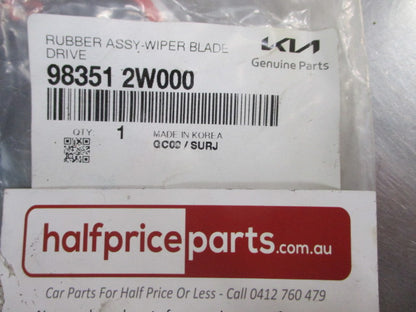 RUBBER ASSY-WIPER BLADE
DRIVE
98351 2W000
KIA
Genuine Parts
QTY 1
MADE IN KOREA
GC02 / SURJ
halfpriceparts.com.au
Car Parts For Half Price Or Less - Call 0412 760 479